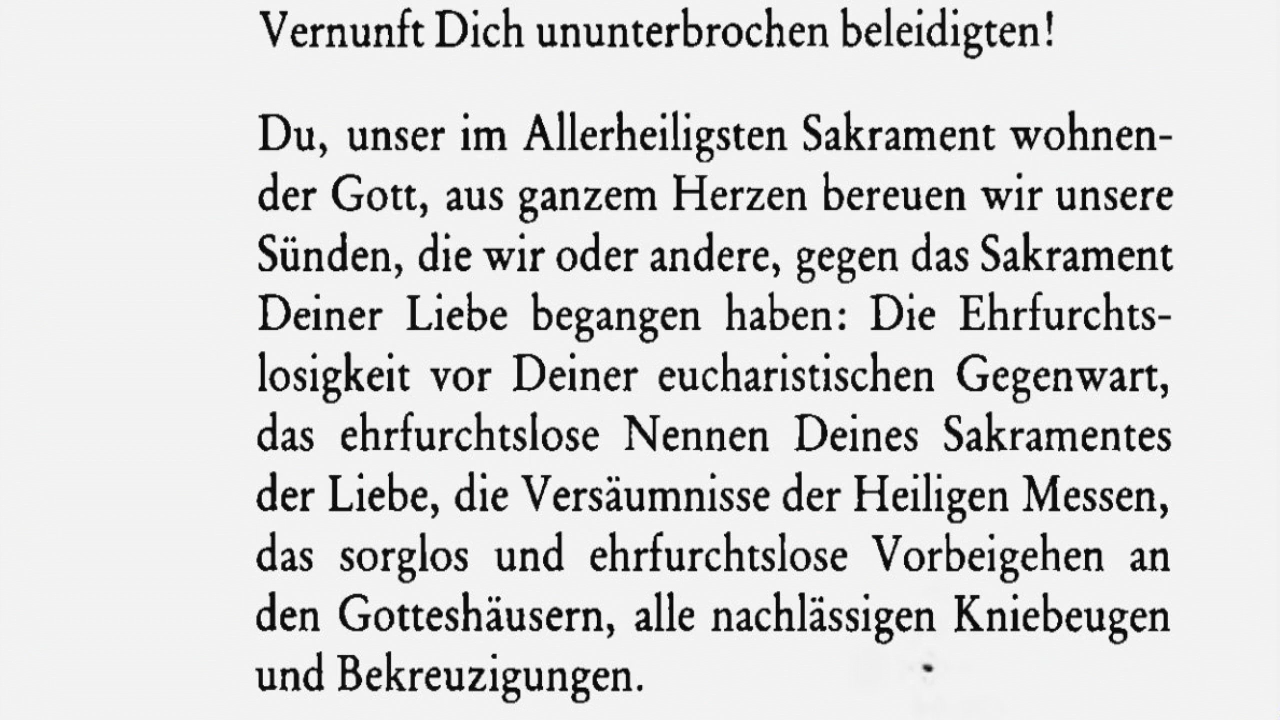 Vernunft Dich ununterbrochen beleidigten!
Du, unser im Allerheiligsten Sakrament wohnen-
der Gott, aus ganzem Herzen bereuen wir unsere
Sünden, die wir oder andere, gegen das Sakrament
Deiner Liebe begangen haben: Die Ehrfurchts-
losigkeit vor Deiner eucharistischen Gegenwart,
das ehrfurchtslose Nennen Deines Sakramentes
der Liebe, die Versäumnisse der Heiligen Messen,
das sorglos und ehrfurchtslose Vorbeigehen an
den Gotteshäusern, alle nachlässigen Kniebeugen
und Bekreuzigungen.